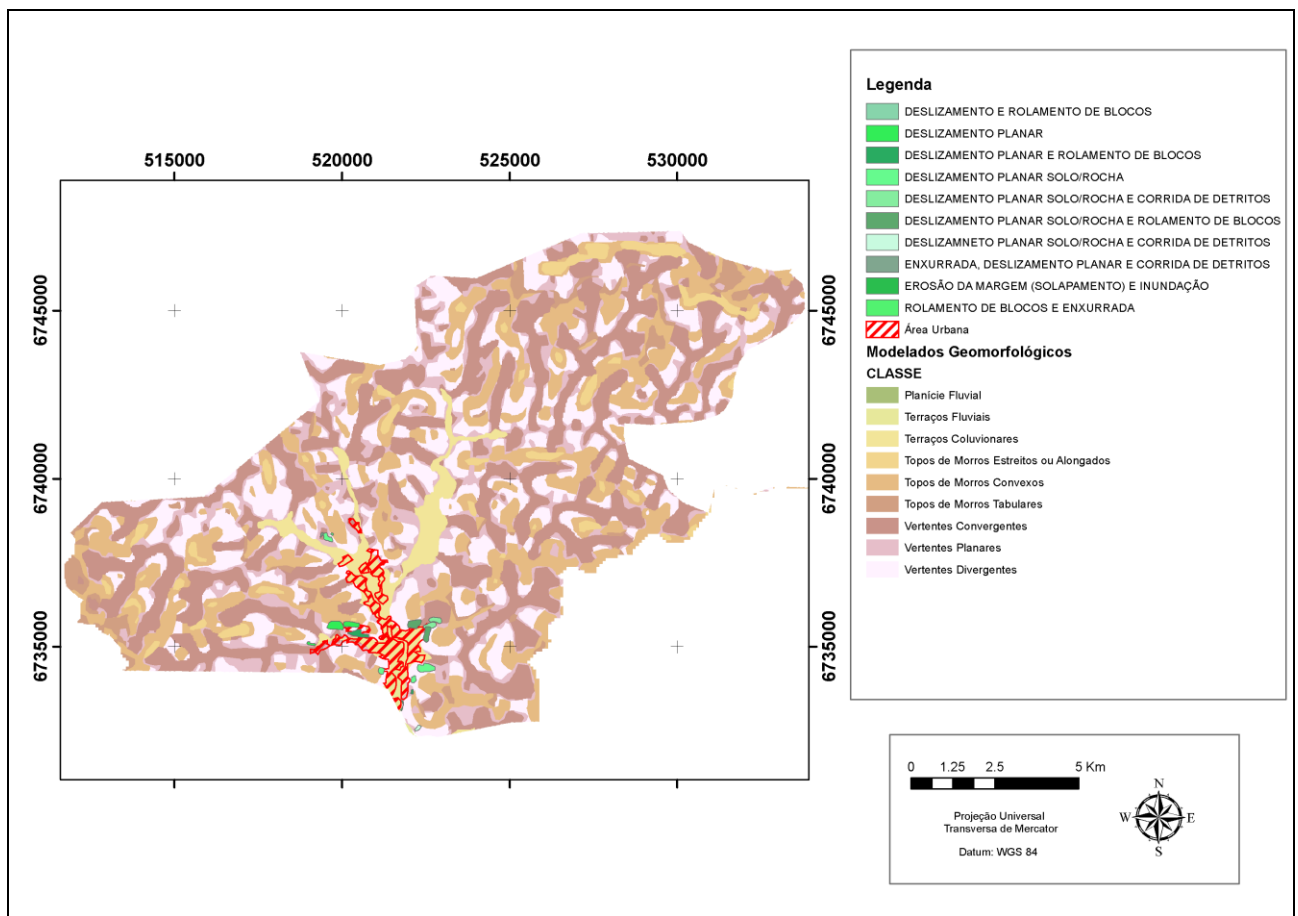 515000 520000 525000 530000
6745000 6745000
6740000 6740000
6735000 6735000
Legenda
DESLIZAMENTO E ROLAMENTO DE BLOCOS
DESLIZAMENTO PLANAR
DESLIZAMENTO PLANAR E ROLAMENTO DE BLOCOS
DESLIZAMENTO PLANAR SOLO/ROCHA
DESLIZAMENTO PLANAR SOLO/ROCHA E CORRIDA DE DETRITOS
DESLIZAMENTO PLANAR SOLO/ROCHA E ROLAMENTO DE BLOCOS
DESLIZAMNETO PLANAR SOLO/ROCHA E CORRIDA DE DETRITOS
ENXURRADA, DESLIZAMENTO PLANAR E CORRIDA DE DETRITOS
EROSÃO DA MARGEM (SOLAPAMENTO) E INUNDAÇÃO
ROLAMENTO DE BLOCOS E ENXURRADA
Área Urbana
Modelados Geomorfológicos
CLASSE
Planície Fluvial
Terraços Fluviais
Terraços Coluvionares
Topos de Morros Estreitos ou Alongados
Topos de Morros Convexos
Topos de Morros Tabulares
Vertentes Convergentes
Vertentes Planares
Vertentes Divergentes
0 1.25 2.5 5 Km
Projeção Universal
Transversa de Mercator
Datum: WGS 84
N
W E
S